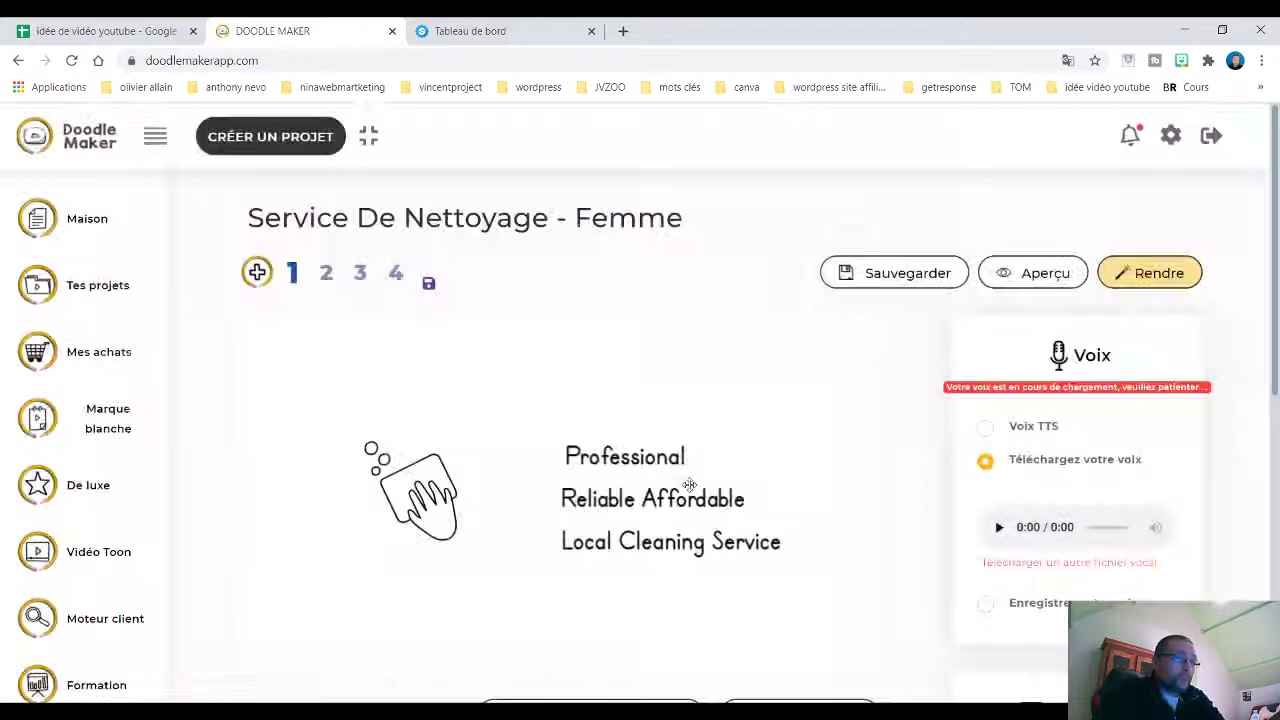 idée de vidéo youtube - Google
DOODLE MAKER
Tableau de bord
doodlemakerapp.com
Applications
olivier allain
anthony nevo
ninawebmarketing
vincenproject
wordpress
JVZOO
mots clés
canva
wordpress site affili...
getresponse
TOM
idée vidéo youtube
BR Cours
»
Doodle
Maker
CRÉER UN PROJET
Maison
Tes projets
Mes achats
Marque
blanche
De luxe
Vidéo Toon
Moteur client
Formation
Service De Nettoyage - Femme
1 2 3 4
Sauvegarder
Aperçu
Rendre
Professional
Reliable Affordable
Local Cleaning Service
Voix
Votre voix est en cours de chargement, veuillez patienter ...
Voix TTS
Téléchargez votre voix
0:00 / 0:00
Télécharger un autre fichier vocal